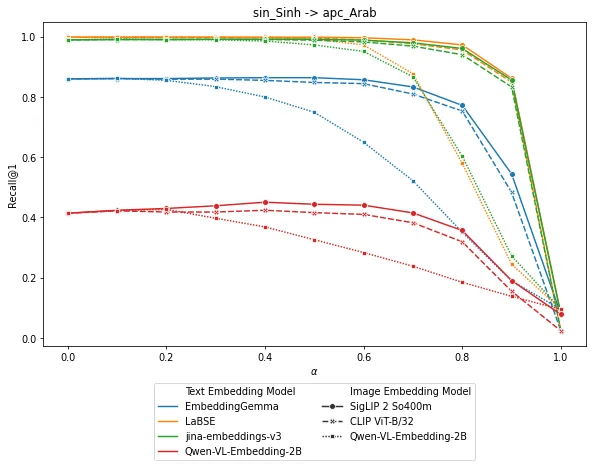 sin_Sinh -> apc_Arab
Recall@1
1.0
0.8
0.6
0.4
0.2
0.0
0.0 0.2 0.4 0.6 0.8 1.0
α
Text Embedding Model Image Embedding Model
EmbeddingGemma SigLIP 2 So400m
LaBSE CLIP ViT-B/32
jina-embeddings-v3 Qwen-VL-Embedding-2B
Qwen-VL-Embedding-2B